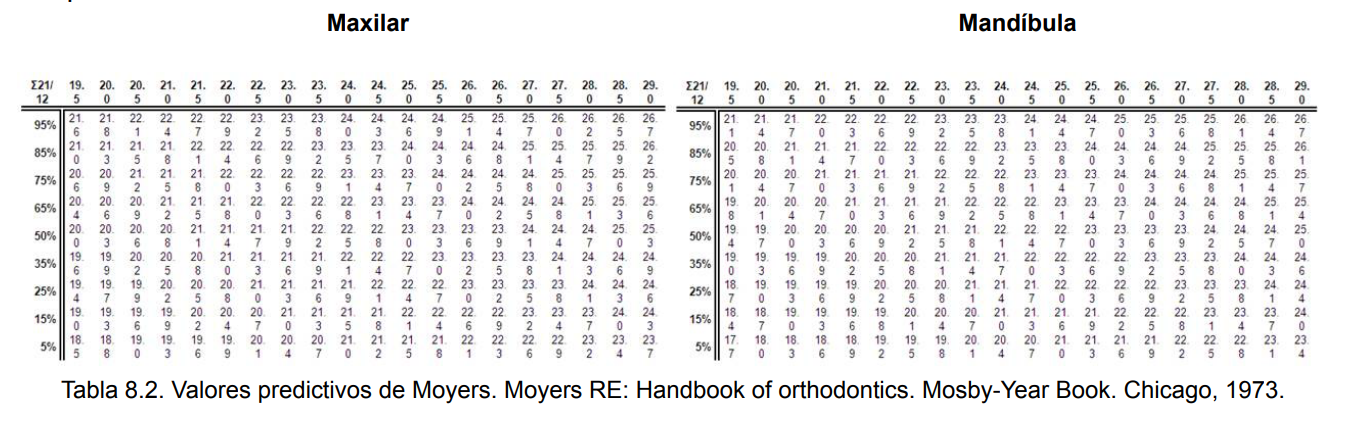 Maxilar
Σ21/ 19. 20. 20. 21. 21. 22. 22. 23. 23. 24. 24. 25. 25. 26. 26. 27. 27. 28. 28. 29.
12 5 0 5 0 5 0 5 0 5 0 5 0 5 0 5 0 5 0 5 0
95% 21. 21. 22. 22. 22. 22. 23. 23. 23. 24. 24. 24. 24. 25. 25. 25. 26. 26. 26. 26.
6 8 1 4 7 9 2 5 8 0 3 6 9 1 4 7 0 2 5 7
85% 21. 21. 21. 21. 22. 22. 22. 22. 23. 23. 23. 24. 24. 24. 24. 25. 25. 25. 25. 26.
0 3 5 8 1 4 6 9 2 5 7 0 3 6 8 1 4 7 9 2
75% 20. 20. 21. 21. 21. 22. 22. 22. 22. 23. 23. 23. 24. 24. 24. 24. 25. 25. 25. 25.
6 9 2 5 8 0 3 6 9 1 4 7 0 2 5 8 0 3 6 9
65% 20. 20. 20. 21. 21. 21. 22. 22. 22. 22. 23. 23. 23. 24. 24. 24. 24. 25. 25. 25.
4 6 9 2 5 8 0 3 6 8 1 4 7 0 2 5 8 1 3 6
50% 20. 20. 20. 20. 21. 21. 21. 21. 22. 22. 22. 23. 23. 23. 23. 24. 24. 24. 25. 25.
0 3 6 8 1 4 7 9 2 5 8 0 3 6 9 1 4 7 0 3
35% 19. 19. 20. 20. 20. 21. 21. 21. 21. 22. 22. 22. 23. 23. 23. 23. 24. 24. 24. 24.
6 9 2 5 8 0 3 6 9 1 4 7 0 2 5 8 1 3 6 9
25% 19. 19. 19. 20. 20. 20. 21. 21. 21. 21. 22. 22. 22. 23. 23. 23. 23. 24. 24. 24.
4 7 9 2 5 8 0 3 6 9 1 4 7 0 2 5 8 1 3 6
15% 19. 19. 19. 19. 20. 20. 20. 21. 21. 21. 21. 22. 22. 22. 22. 23. 23. 23. 24. 24.
0 3 6 9 2 4 7 0 3 5 8 1 4 6 9 2 4 7 0 3
5% 18. 18. 19. 19. 19. 19. 20. 20. 20. 21. 21. 21. 21. 22. 22. 22. 22. 23. 23. 23.
5 8 0 3 6 9 1 4 7 0 2 5 8 1 3 6 9 2 4 7
Mandíbula
Σ21/ 19. 20. 20. 21. 21. 22. 22. 23. 23. 24. 24. 25. 25. 26. 26. 27. 27. 28. 28. 29.
12 5 0 5 0 5 0 5 0 5 0 5 0 5 0 5 0 5 0 5 0
95% 21. 21. 21. 22. 22. 22. 22. 23. 23. 23. 24. 24. 24. 25. 25. 25. 25. 26. 26. 26.
1 4 7 0 3 6 9 2 5 8 1 4 7 0 3 6 8 1 4 7
85% 20. 20. 21. 21. 21. 22. 22. 22. 22. 23. 23. 23. 24. 24. 24. 24. 25. 25. 25. 26.
5 8 1 4 7 0 3 6 9 2 5 8 0 3 6 9 2 5 8 1
75% 20. 20. 20. 21. 21. 21. 21. 22. 22. 22. 23. 23. 23. 24. 24. 24. 24. 25. 25. 25.
1 4 7 0 3 6 9 2 5 8 1 4 7 0 3 6 8 1 4 7
65% 19. 20. 20. 20. 21. 21. 21. 21. 22. 22. 22. 23. 23. 23. 24. 24. 24. 24. 25. 25.
8 1 4 7 0 3 6 9 2 5 8 1 4 7 0 3 6 8 1 4
50% 19. 19. 20. 20. 20. 20. 21. 21. 21. 22. 22. 22. 23. 23. 23. 23. 24. 24. 24. 25.
4 7 0 3 6 9 2 5 8 1 4 7 0 3 6 9 2 5 7 0
35% 19. 19. 19. 19. 20. 20. 20. 21. 21. 21. 22. 22. 22. 22. 23. 23. 23. 24. 24. 24.
0 3 6 9 2 5 8 1 4 7 0 3 6 9 2 5 8 0 3 6
25% 18. 19. 19. 19. 19. 20. 20. 20. 21. 21. 21. 22. 22. 22. 22. 23. 23. 23. 24. 24.
7 0 3 6 9 2 5 8 1 4 7 0 3 6 9 2 5 8 1 4
15% 18. 18. 19. 19. 19. 19. 20. 20. 20. 21. 21. 21. 21. 22. 22. 22. 23. 23. 23. 24.
4 7 0 3 6 8 1 4 7 0 3 6 9 2 5 8 1 4 7 0
5% 17. 18. 18. 18. 18. 19. 19. 19. 20. 20. 20. 21. 21. 21. 21. 22. 22. 22. 23. 23.
7 0 3 6 9 2 5 8 1 4 7 0 3 6 9 2 5 8 1 4
Tabla 8.2. Valores predictivos de Moyers. Moyers RE: Handbook of orthodontics. Mosby-Year Book. Chicago, 1973.